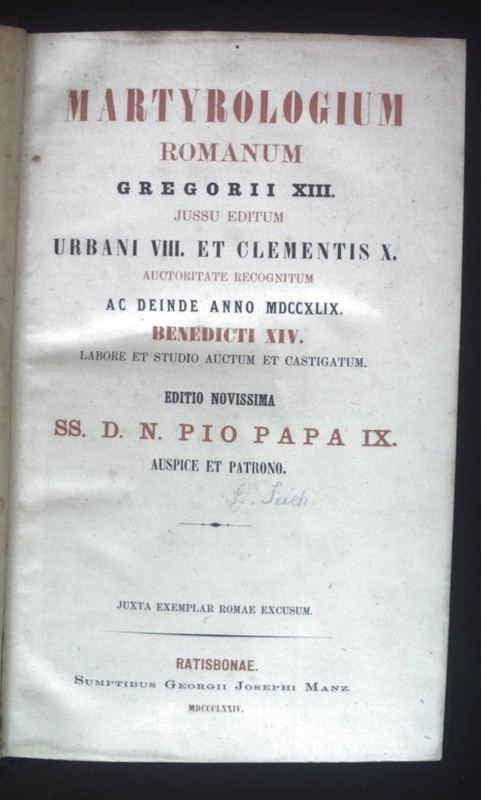 MARTYROLOGIUM
ROMANUM
GREGORII XIII.
JUSSU EDITUM
URBANI VIII. ET CLEMENTIS X.
AUCTORITATE RECOGNITUM
AC DEINDE ANNO MDCCXLIX.
BENEDICTI XIV.
LABORE ET STUDIO AUCTUM ET CASTIGATUM.
EDITIO NOVISSIMA
SS. D. N. PIO PAPA IX.
AUSPICE ET PATRONO.
JUXTA EXEMPLAR ROMAE EXCUSUM.
RATISBONAE.
SUMPTIBUS GEORGII JOSEPHI MANZ.
MDCCCLXXIV.